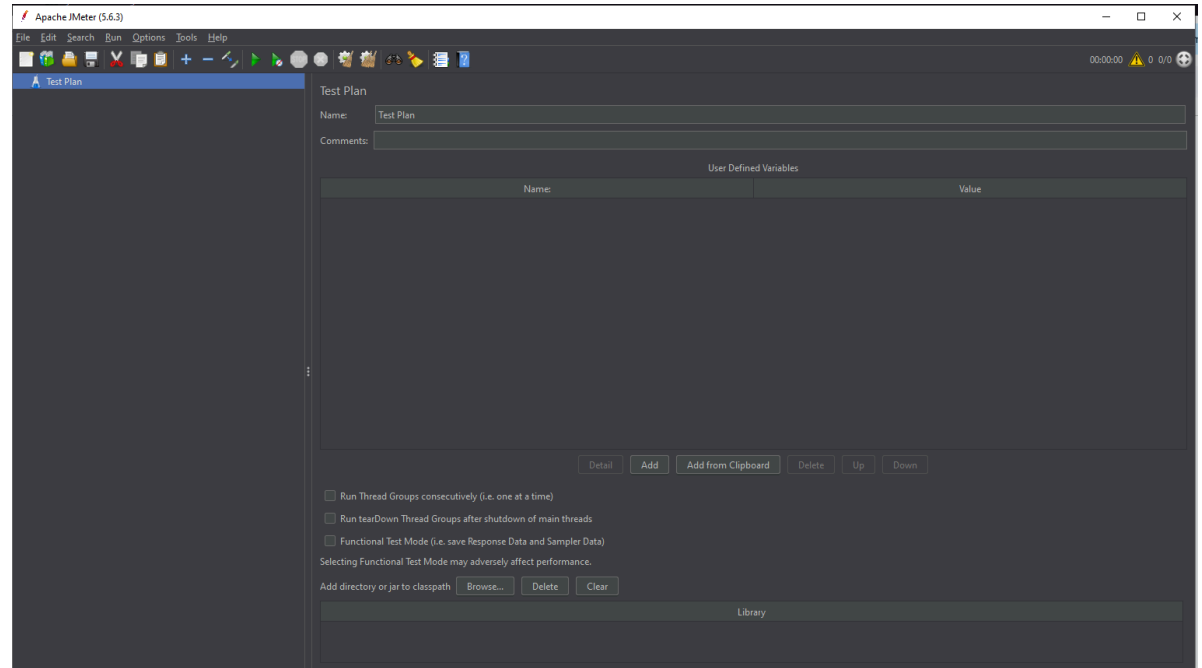 Apache JMeter (5.6.3)
File Edit Search Run Options Tools Help
00:00:00 0 0/0
Test Plan
Test Plan
Name: Test Plan
Comments:
User Defined Variables
Name: Value
Detail Add Add from Clipboard Delete Up Down
Run Thread Groups consecutively (i.e. one at a time)
Run tearDown Thread Groups after shutdown of main threads
Functional Test Mode (i.e. save Response Data and Sampler Data)
Selecting Functional Test Mode may adversely affect performance.
Add directory or jar to classpath Browse... Delete Clear
Library